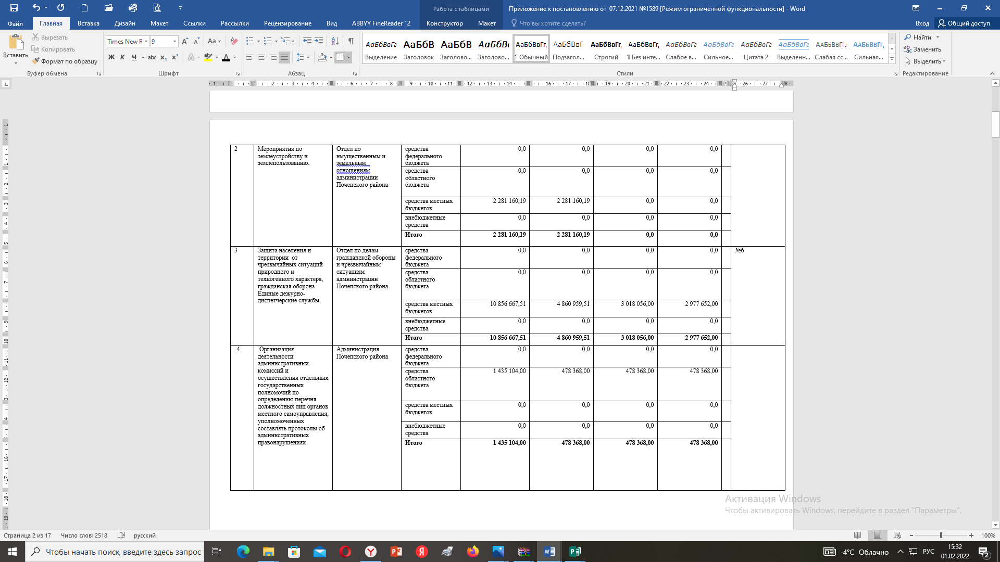 Работа с таблицами
Приложение к постановлению от 07.12.2021 №1589 [Режим ограниченной функциональности] - Word
Файл Главная Вставка Дизайн Макет Ссылки Рассылки Рецензирование Вид ABBYY FineReader 12 Конструктор Макет Что вы хотите сделать? Вход Общий доступ
Вставить
Вырезать
Копировать
Формат по образцу
Буфер обмена
Times New R 9
Ж К Ч abc x₂ x²
Шрифт
Абзац
АаБбВвГг АаБбВ АаБбВ АаБбВ АаБбВвГг, АаБбВвГ АаБбВвГг, АаБбВвГг, АаБбВвГг АаБбВвГг АаБбВвГг АаБбВвГг АаБбВвГг АаБбВвГг,
Выделение Заголовок Заголово... Заголово... ¶ Обычный Подзагол... Строгий ¶ Без инте... Слабое в... Сильное... Цитата 2 Выделенн... Слабая сс... Сильная...
Стили
Найти
Заменить
Выделить
Редактирование
2
Мероприятия по
землеустройству и
землепользованию.
Отдел по
имущественным и
земельным
отношениям
администрации
Почепского района
средства
федерального
бюджета
0,0 0,0 0,0 0,0
средства
областного
бюджета
0,0 0,0 0,0 0,0
средства местных
бюджетов
2 281 160,19 2 281 160,19 0,0 0,0
внебюджетные
средства
0,0 0,0 0,0 0,0
Итого 2 281 160,19 2 281 160,19 0,0 0,0
3
Защита населения и
территории от
чрезвычайных ситуаций
природного и
техногенного характера,
гражданская оборона
Единые дежурно-
диспетчерские службы
Отдел по делам
гражданской обороны
и чрезвычайным
ситуациям
администрации
Почепского района
средства
федерального
бюджета
0,0 0,0 0,0 0,0
№6
средства
областного
бюджета
0,0 0,0 0,0 0,0
средства местных
бюджетов
10 856 667,51 4 860 959,51 3 018 056,00 2 977 652,00
внебюджетные
средства
0,0 0,0 0,0 0,0
Итого 10 856 667,51 4 860 959,51 3 018 056,00 2 977 652,00
4
Организация
деятельности
административных
комиссий и
осуществления отдельных
государственных
полномочий по
определению перечня
должностных лиц органов
местного самоуправления,
уполномоченных
составлять протоколы об
административных
правонарушениях
Администрация
Почепского района
средства
федерального
бюджета
0,0 0,0 0,0 0,0
средства
областного
бюджета
1 435 104,00 478 368,00 478 368,00 478 368,00
средства местных
бюджетов
0,0 0,0 0,0 0,0
внебюджетные
средства
0,0 0,0 0,0 0,0
Итого 1 435 104,00 478 368,00 478 368,00 478 368,00
Активация Windows
Чтобы активировать Windows, перейдите в раздел "Параметры".
Страница 2 из 17 Число слов: 2518 русский 100%
Чтобы начать поиск, введите здесь запрос
-4°C Облачно РУС 15:32
01.02.2022
2